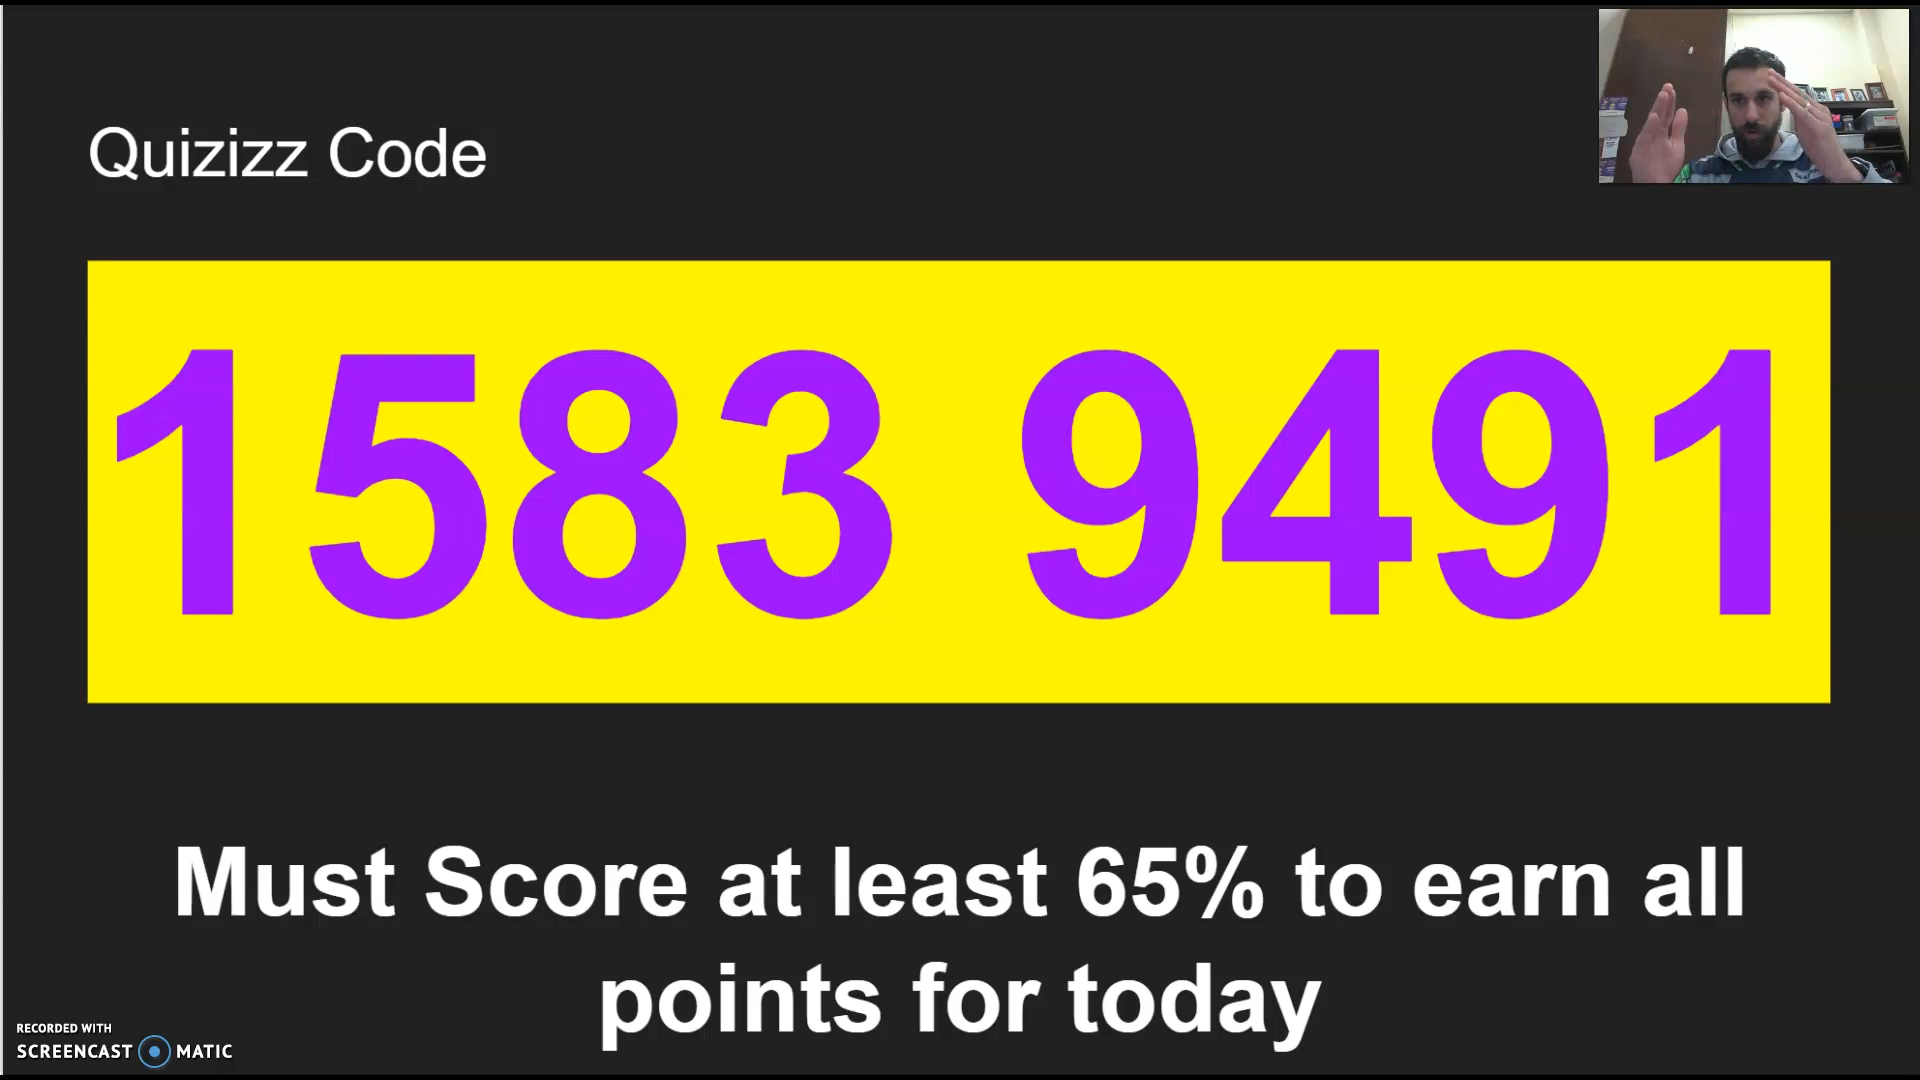 Quizizz Code
1583 9491
Must Score at least 65% to earn all
points for today
RECORDED WITH
SCREENCAST MATIC